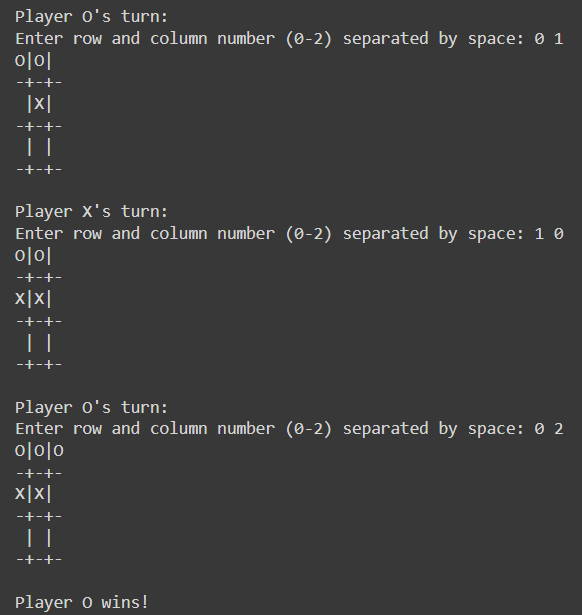 Player O's turn:
Enter row and column number (0-2) separated by space: 0 1
O|O|
-+-+-
 |X|
-+-+-
 | |
-+-+-

Player X's turn:
Enter row and column number (0-2) separated by space: 1 0
O|O|
-+-+-
X|X|
-+-+-
 | |
-+-+-

Player O's turn:
Enter row and column number (0-2) separated by space: 0 2
O|O|O
-+-+-
X|X|
-+-+-
 | |
-+-+-

Player O wins!